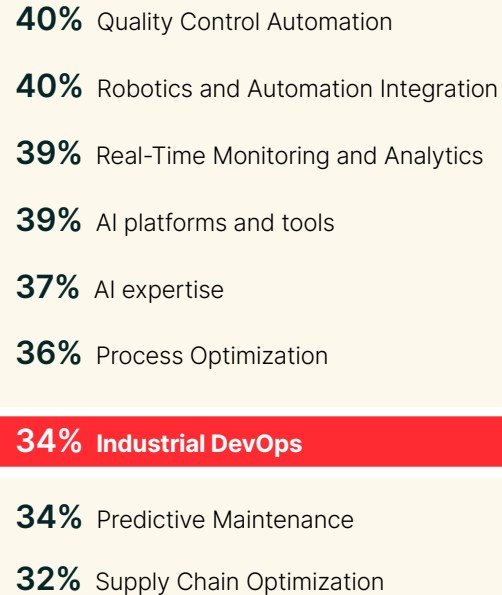 40% Quality Control Automation
40% Robotics and Automation Integration
39% Real-Time Monitoring and Analytics
39% AI platforms and tools
37% AI expertise
36% Process Optimization
34% Industrial DevOps
34% Predictive Maintenance
32% Supply Chain Optimization